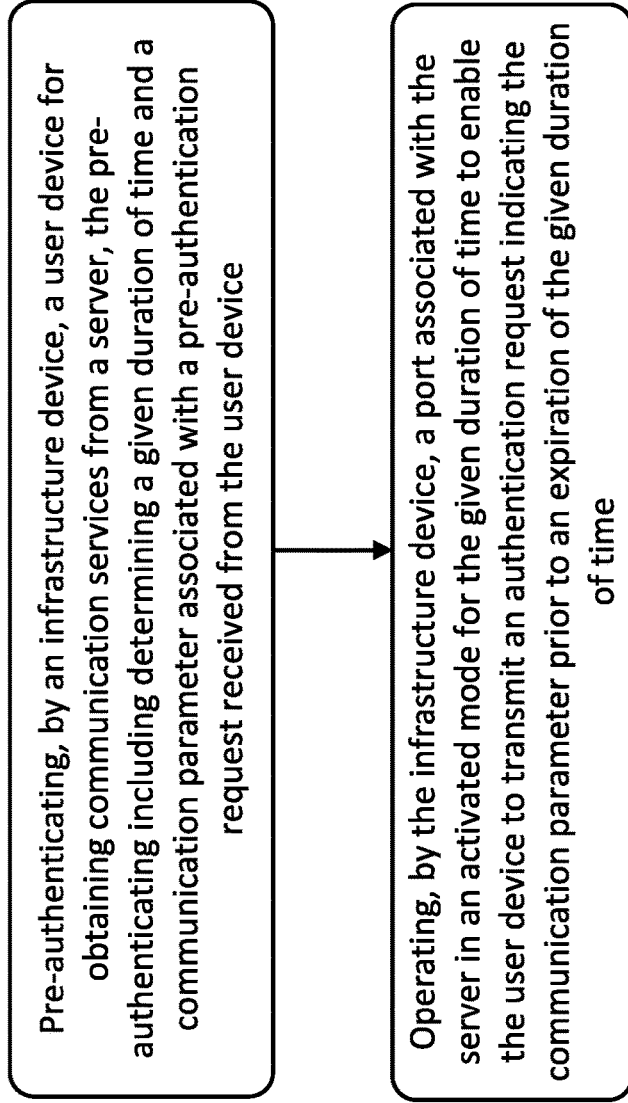 Pre-authenticating, by an infrastructure device, a user device for
obtaining communication services from a server, the pre-
authenticating including determining a given duration of time and a
communication parameter associated with a pre-authentication
request received from the user device
Operating, by the infrastructure device, a port associated with the
server in an activated mode for the given duration of time to enable
the user device to transmit an authentication request indicating the
communication parameter prior to an expiration of the given duration
of time